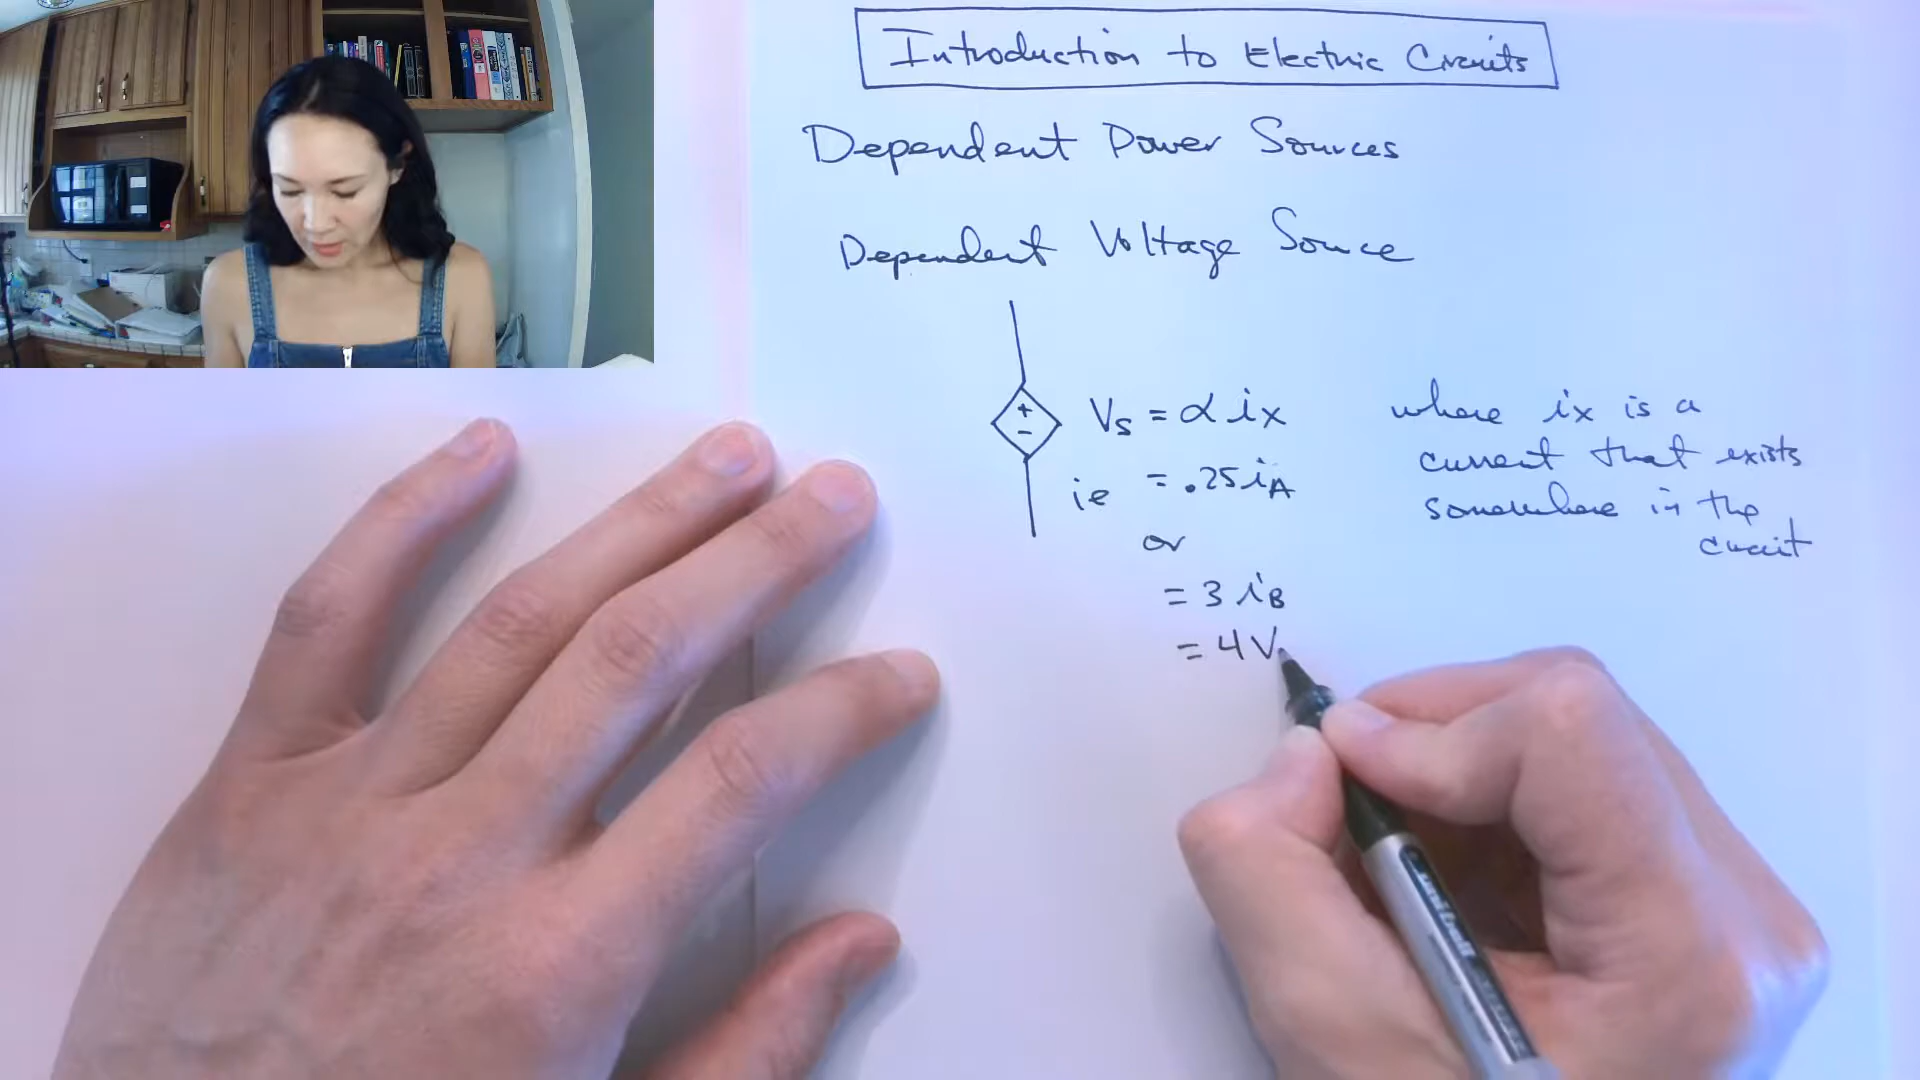 Introduction to Electric Circuits
Dependent Power Sources
Dependent Voltage Source
+
-
Vs = α ix
where ix is a
current that exists
somewhere in the
circuit
ie = .25 iA
or
= 3 iB
= 4 V